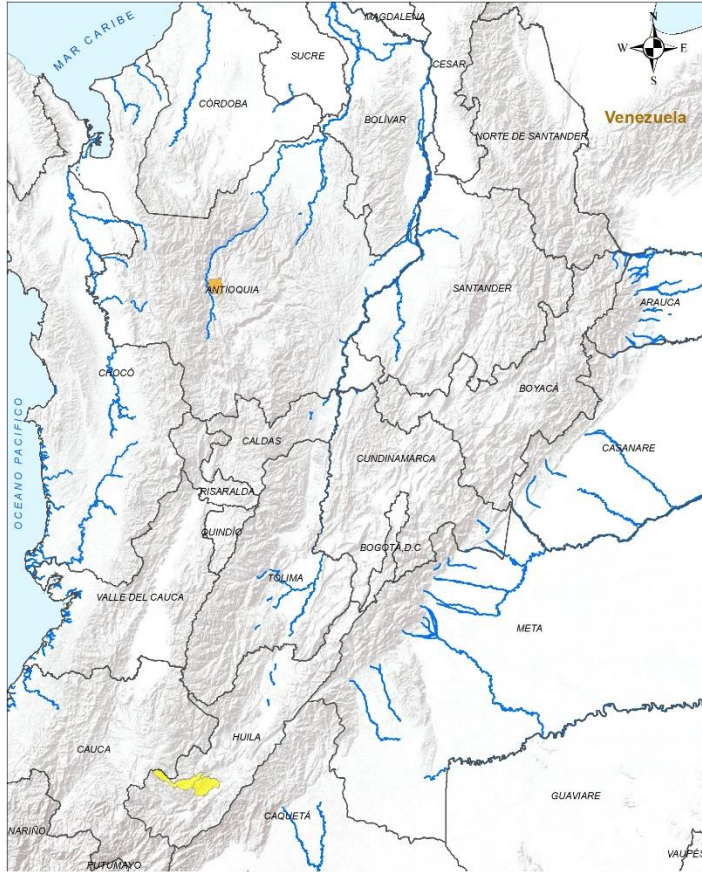 MAGDALENA
N
MAR CARIBE
SUCRE
CESAR
W
E
S
CÓRDOBA
BOLÍVAR
Venezuela
NORTE DE SANTANDER
ANTIOQUIA
SANTANDER
ARAUCA
CHOCÓ
BOYACÁ
OCEANO PACIFICO
CALDAS
CUNDINAMARCA
CASANARE
RISARALDA
QUINDÍO
BOGOTÁ,D.C
TOLIMA
VALLE DEL CAUCA
META
CAUCA
HUILA
GUAVIARE
NARIÑO
CAQUETÁ
PUTUMAYO
VAUPÉS